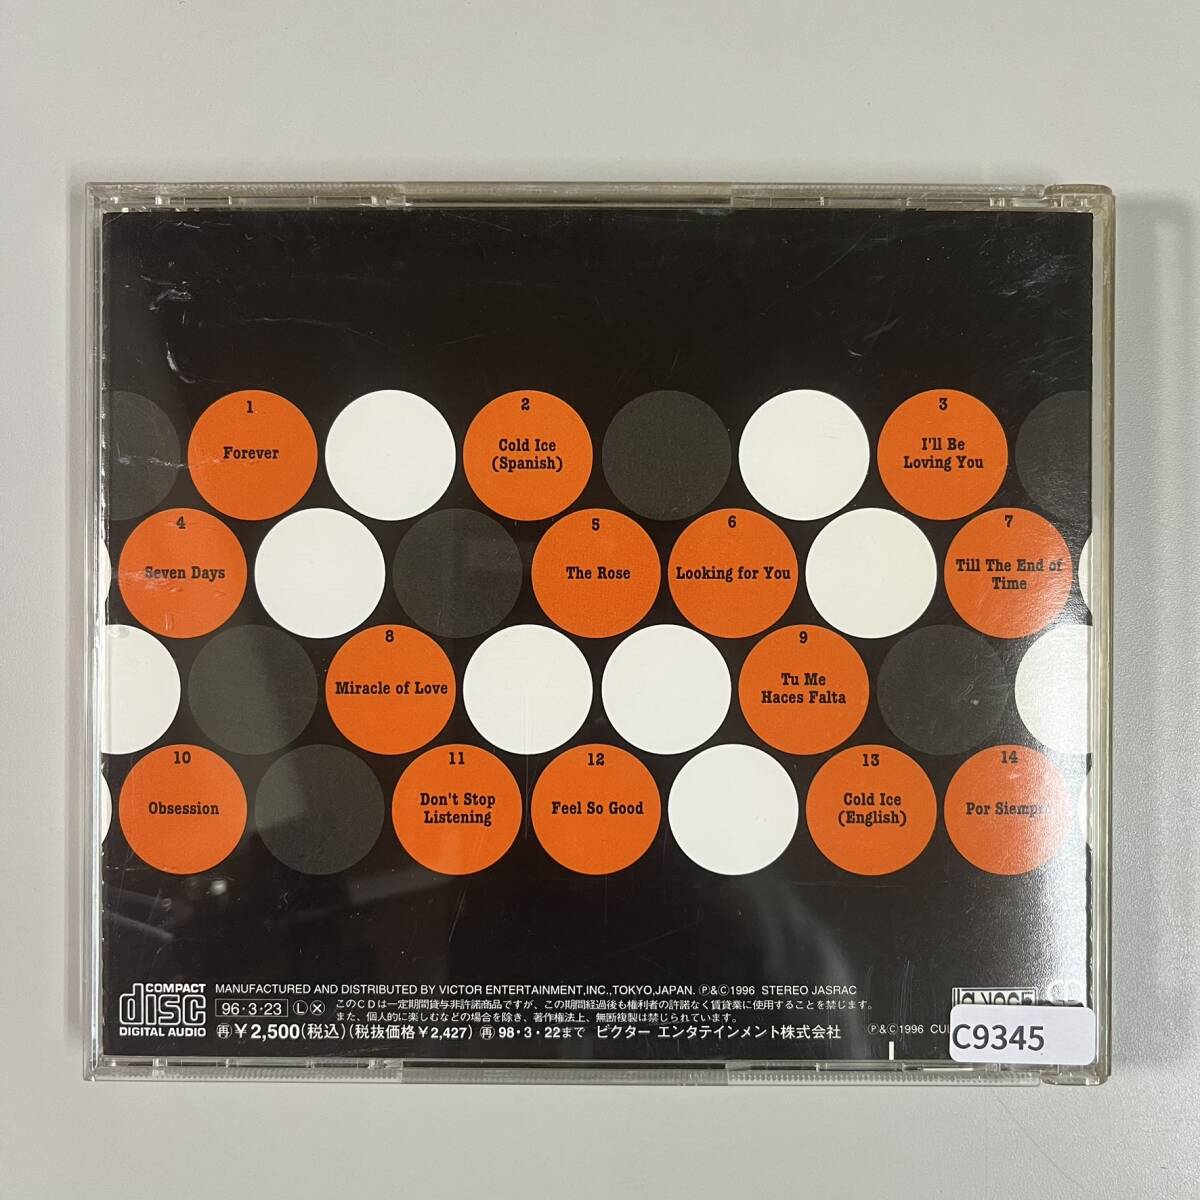 1
Forever
2
Cold Ice
(Spanish)
3
I'll Be
Loving You
4
Seven Days
5
The Rose
6
Looking for You
7
Till The End of
Time
8
Miracle of Love
9
Tu Me
Haces Falta
10
Obsession
11
Don't Stop
Listening
12
Feel So Good
13
Cold Ice
(English)
14
Por Siempre
COMPACT
disc
DIGITAL AUDIO
MANUFACTURED AND DISTRIBUTED BY VICTOR ENTERTAINMENT,INC.,TOKYO,JAPAN. ℗&©1996 STEREO JASRAC
96・3・23 Ⓛ ⓧ このCDは一定期間貸与非許諾商品ですが、この期間経過後も権利者の許諾なく賃貸業に使用することを禁じます。
また、個人的に楽しむなどの場合を除き、著作権法上、無断複製は禁じられています。
再¥2,500(税込)(税抜価格¥2,427) 再98・3・22まで ビクター エンタテインメント株式会社
℗&©1996
C9345